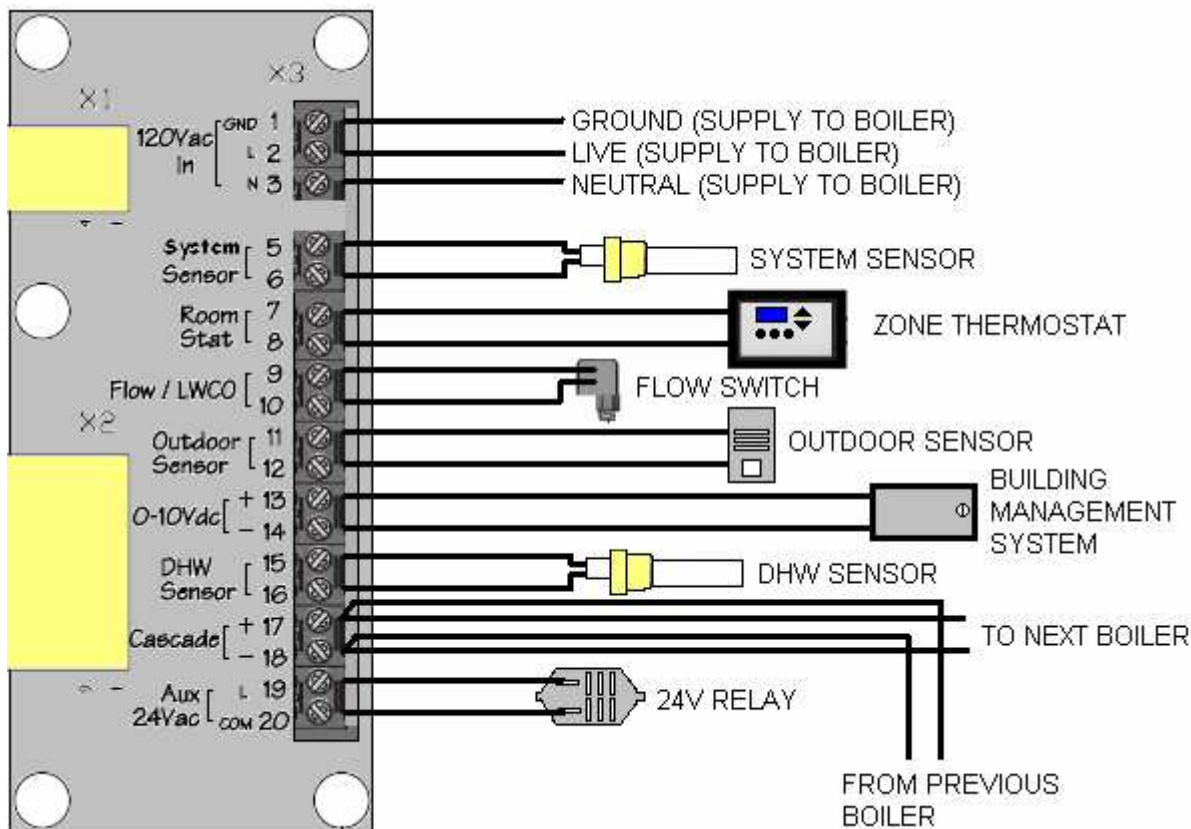 X3
X1
120Vac
In
GND 1
L 2
N 3
GROUND (SUPPLY TO BOILER)
LIVE (SUPPLY TO BOILER)
NEUTRAL (SUPPLY TO BOILER)
System
Sensor
5
6
SYSTEM SENSOR
Room
Stat
7
8
ZONE THERMOSTAT
Flow / LWCO
9
10
FLOW SWITCH
X2
Outdoor
Sensor
11
12
OUTDOOR SENSOR
0-10Vdc
+ 13
- 14
BUILDING
MANAGEMENT
SYSTEM
DHW
Sensor
15
16
DHW SENSOR
Cascade
+ 17
- 18
TO NEXT BOILER
Aux
24Vac
L 19
COM 20
24V RELAY
FROM PREVIOUS
BOILER